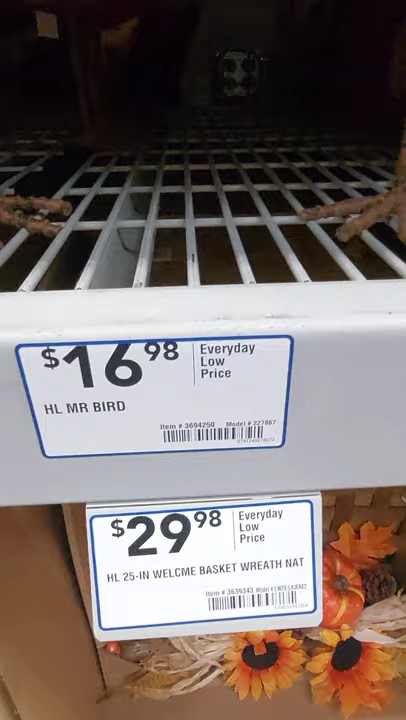 $16.98
Everyday
Low
Price
HL MR BIRD
Item # 3694250 Model # 227867
$29.98
Everyday
Low
Price
HL 25-IN WELCME BASKET WREATH NAT
Item # 3639343 Model #